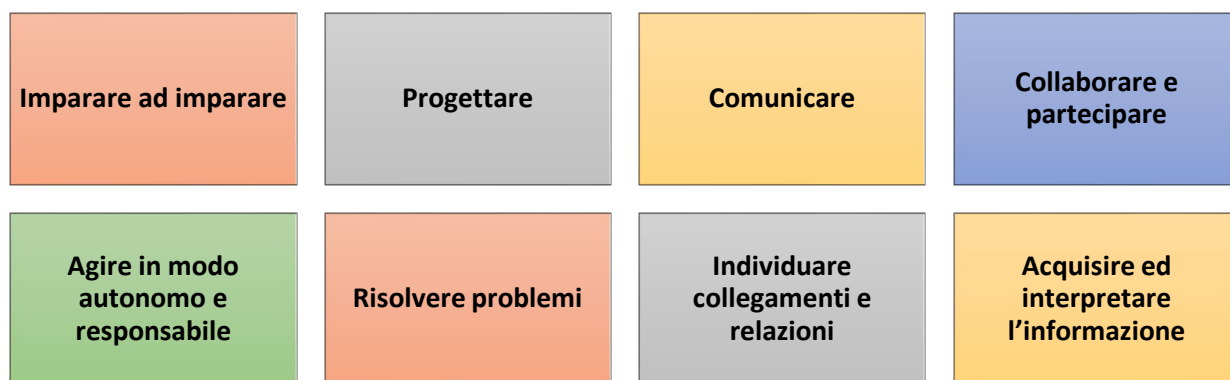 Imparare ad imparare
Progettare
Comunicare
Collaborare e
partecipare
Agire in modo
autonomo e
responsabile
Risolvere problemi
Individuare
collegamenti e
relazioni
Acquisire ed
interpretare
l’informazione